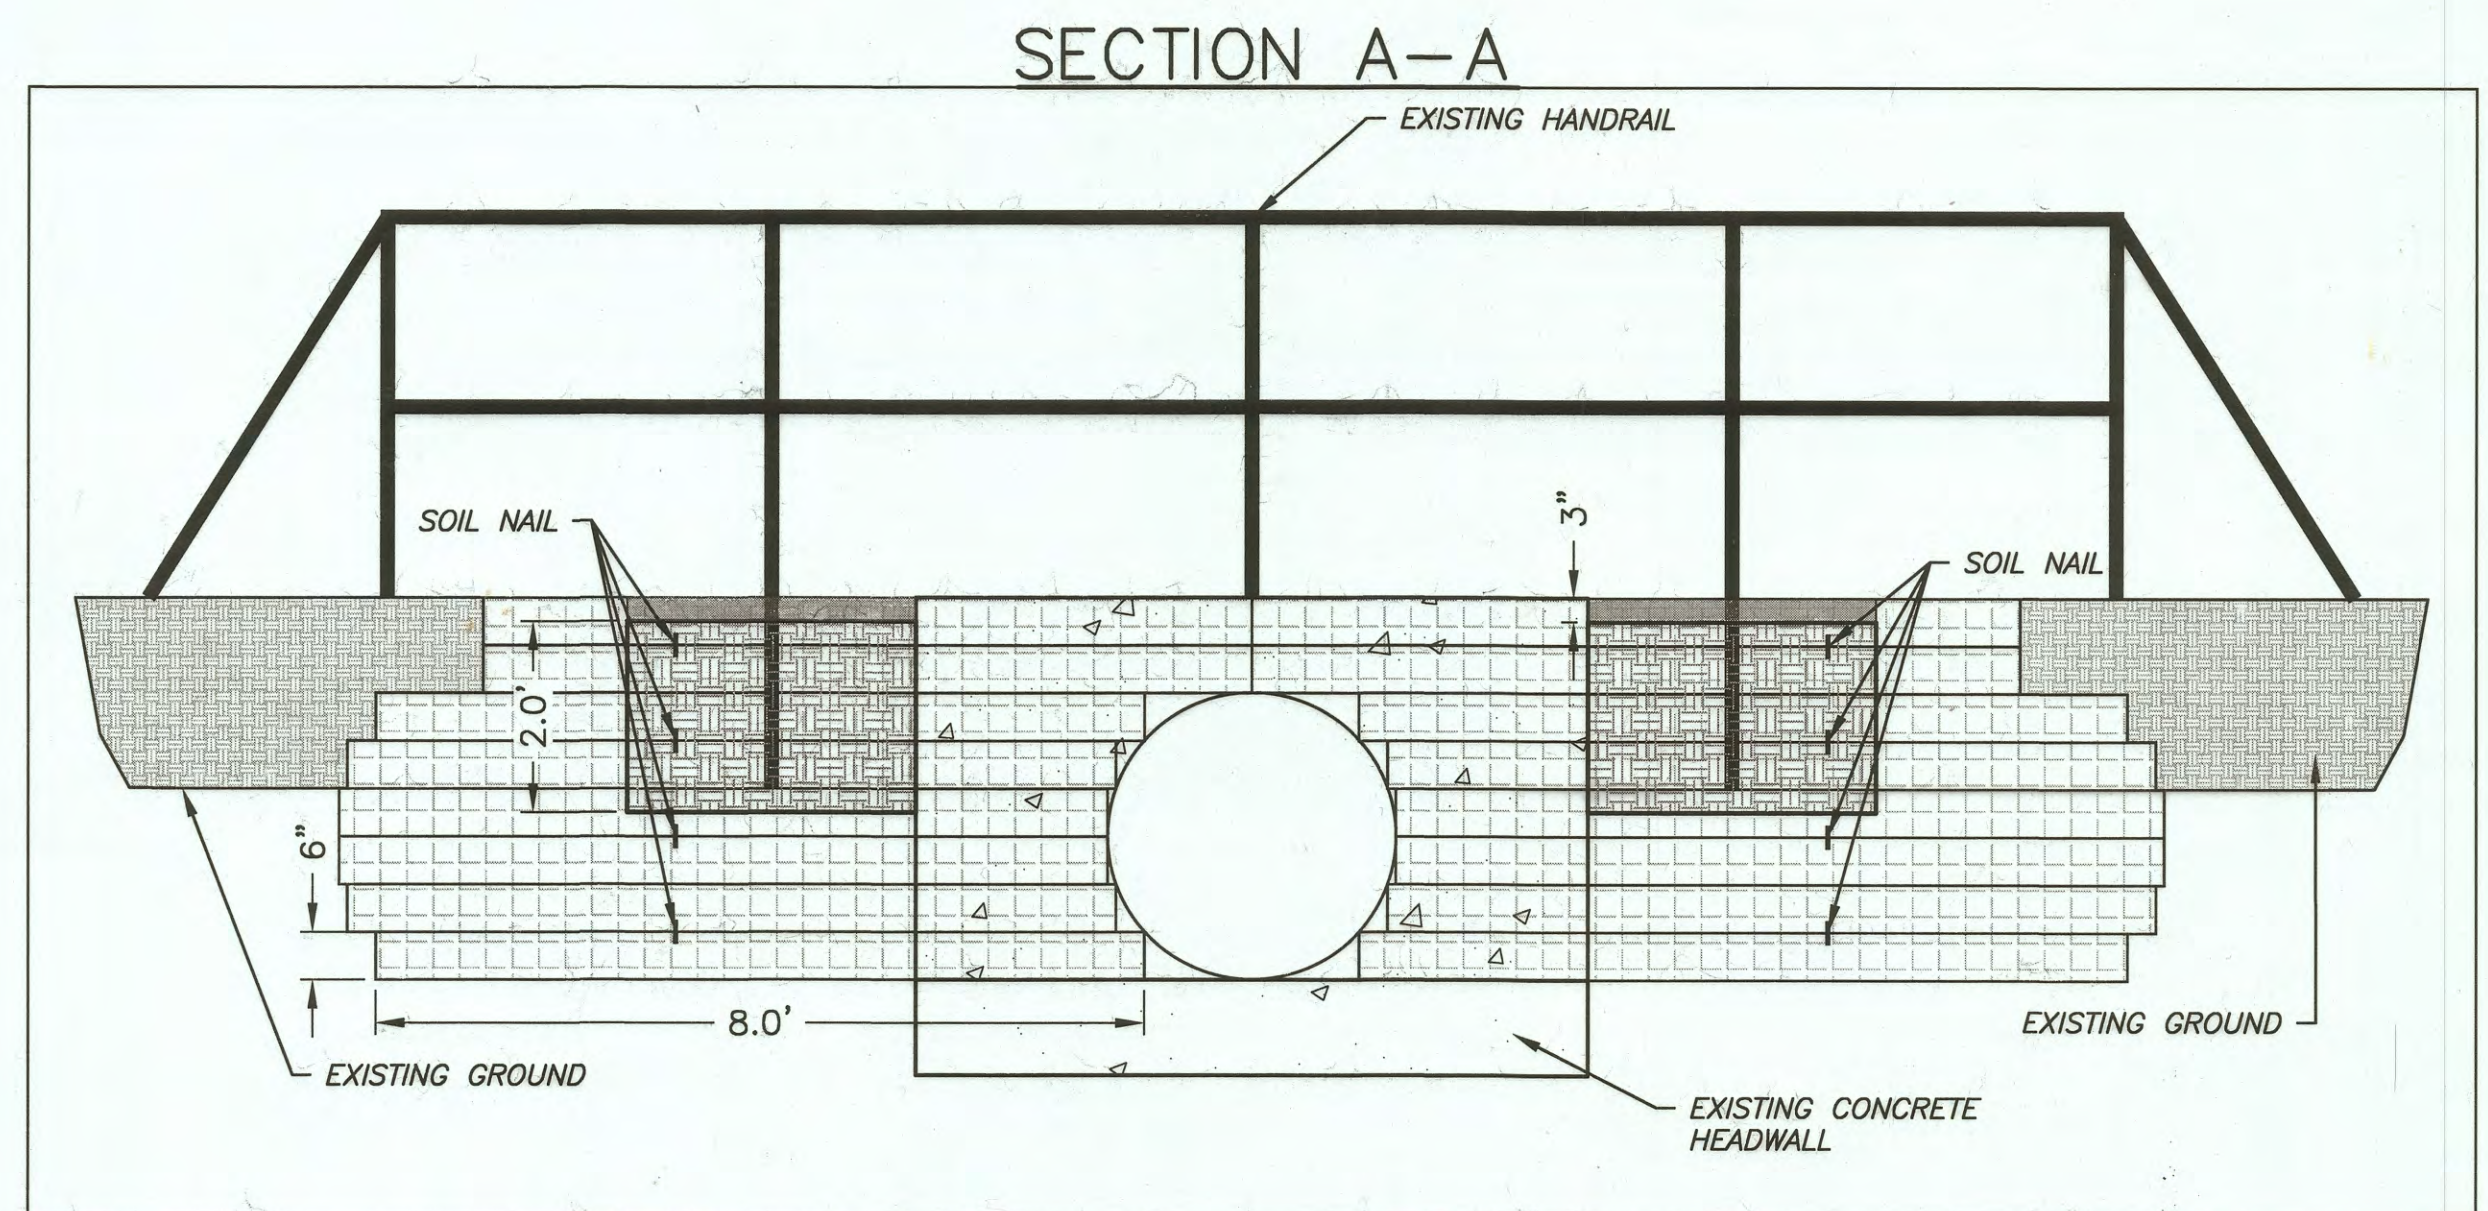 SECTION A-A
EXISTING HANDRAIL
3"
SOIL NAIL
SOIL NAIL
2.0'
6"
8.0'
EXISTING GROUND
EXISTING GROUND
EXISTING CONCRETE
HEADWALL